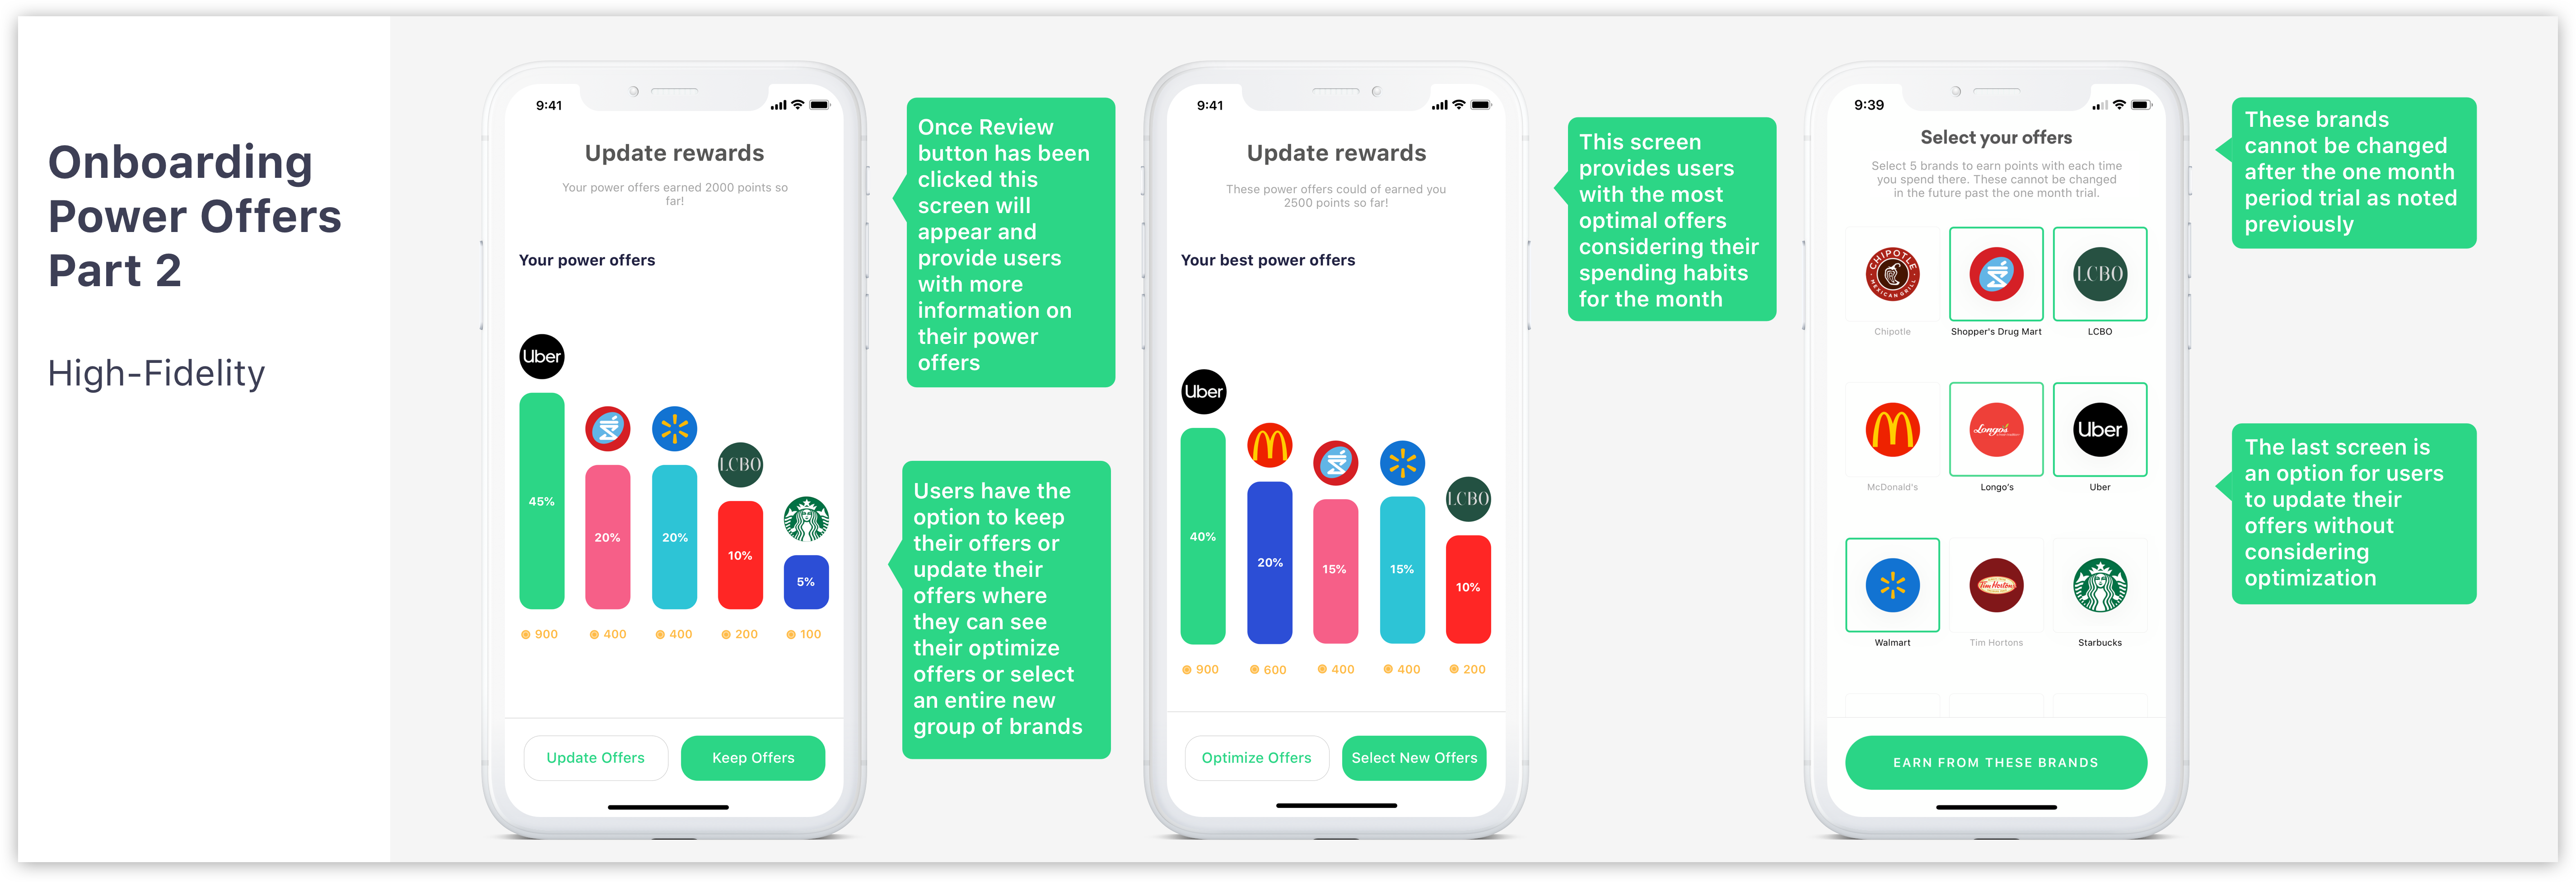 Onboarding
Power Offers
Part 2
High-Fidelity
9:41
Update rewards
Your power offers earned 2000 points so
far!
Your power offers
Uber
LCBO
45%
20%
20%
10%
5%
900
400
400
200
100
Update Offers
Keep Offers
Once Review
button has been
clicked this
screen will
appear and
provide users
with more
information on
their power
offers
Users have the
option to keep
their offers or
update their
offers where
they can see
their optimize
offers or select
an entire new
group of brands
9:41
Update rewards
These power offers could of earned you
2500 points so far!
Your best power offers
Uber
LCBO
40%
20%
15%
15%
10%
900
600
400
400
200
Optimize Offers
Select New Offers
This screen
provides users
with the most
optimal offers
considering their
spending habits
for the month
9:39
Select your offers
Select 5 brands to earn points with each time
you spend there. These cannot be changed
in the future past the one month trial.
CHIPOTLE
MEXICAN GRILL
LCBO
Chipotle
Shopper's Drug Mart
LCBO
Longo's
Uber
McDonald's
Longo's
Uber
Tim Hortons
Walmart
Tim Hortons
Starbucks
EARN FROM THESE BRANDS
These brands
cannot be changed
after the one month
period trial as noted
previously
The last screen is
an option for users
to update their
offers without
considering
optimization